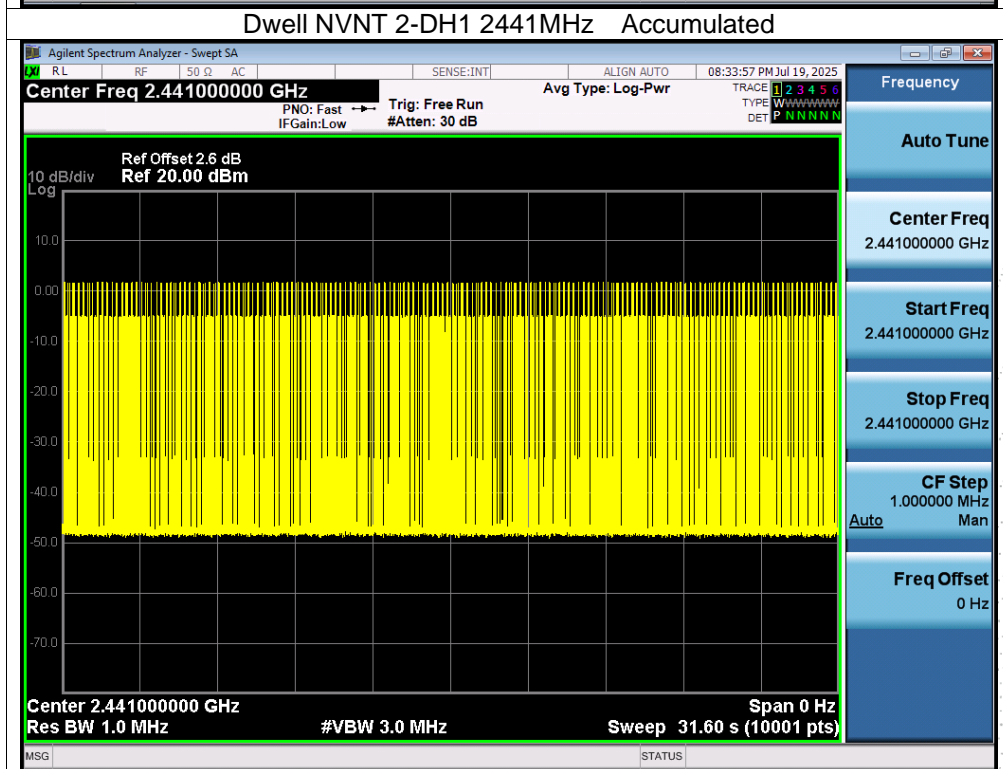 Dwell NVNT 2-DH1 2441MHz Accumulated
Agilent Spectrum Analyzer - Swept SA
LXI RL RF 50 Ω AC SENSE:INT ALIGN AUTO 08:33:57 PM Jul 19, 2025
Center Freq 2.441000000 GHz
PNO: Fast
IFGain:Low
Trig: Free Run
#Atten: 30 dB
Avg Type: Log-Pwr
TRACE 1 2 3 4 5 6
TYPE WWWWWW
DET P N N N N N
Ref Offset 2.6 dB
10 dB/div Ref 20.00 dBm
Log
10.0
0.00
-10.0
-20.0
-30.0
-40.0
-50.0
-60.0
-70.0
Center 2.441000000 GHz Span 0 Hz
Res BW 1.0 MHz #VBW 3.0 MHz Sweep 31.60 s (10001 pts)
MSG STATUS
Frequency
Auto Tune
Center Freq
2.441000000 GHz
Start Freq
2.441000000 GHz
Stop Freq
2.441000000 GHz
CF Step
1.000000 MHz
Auto Man
Freq Offset
0 Hz